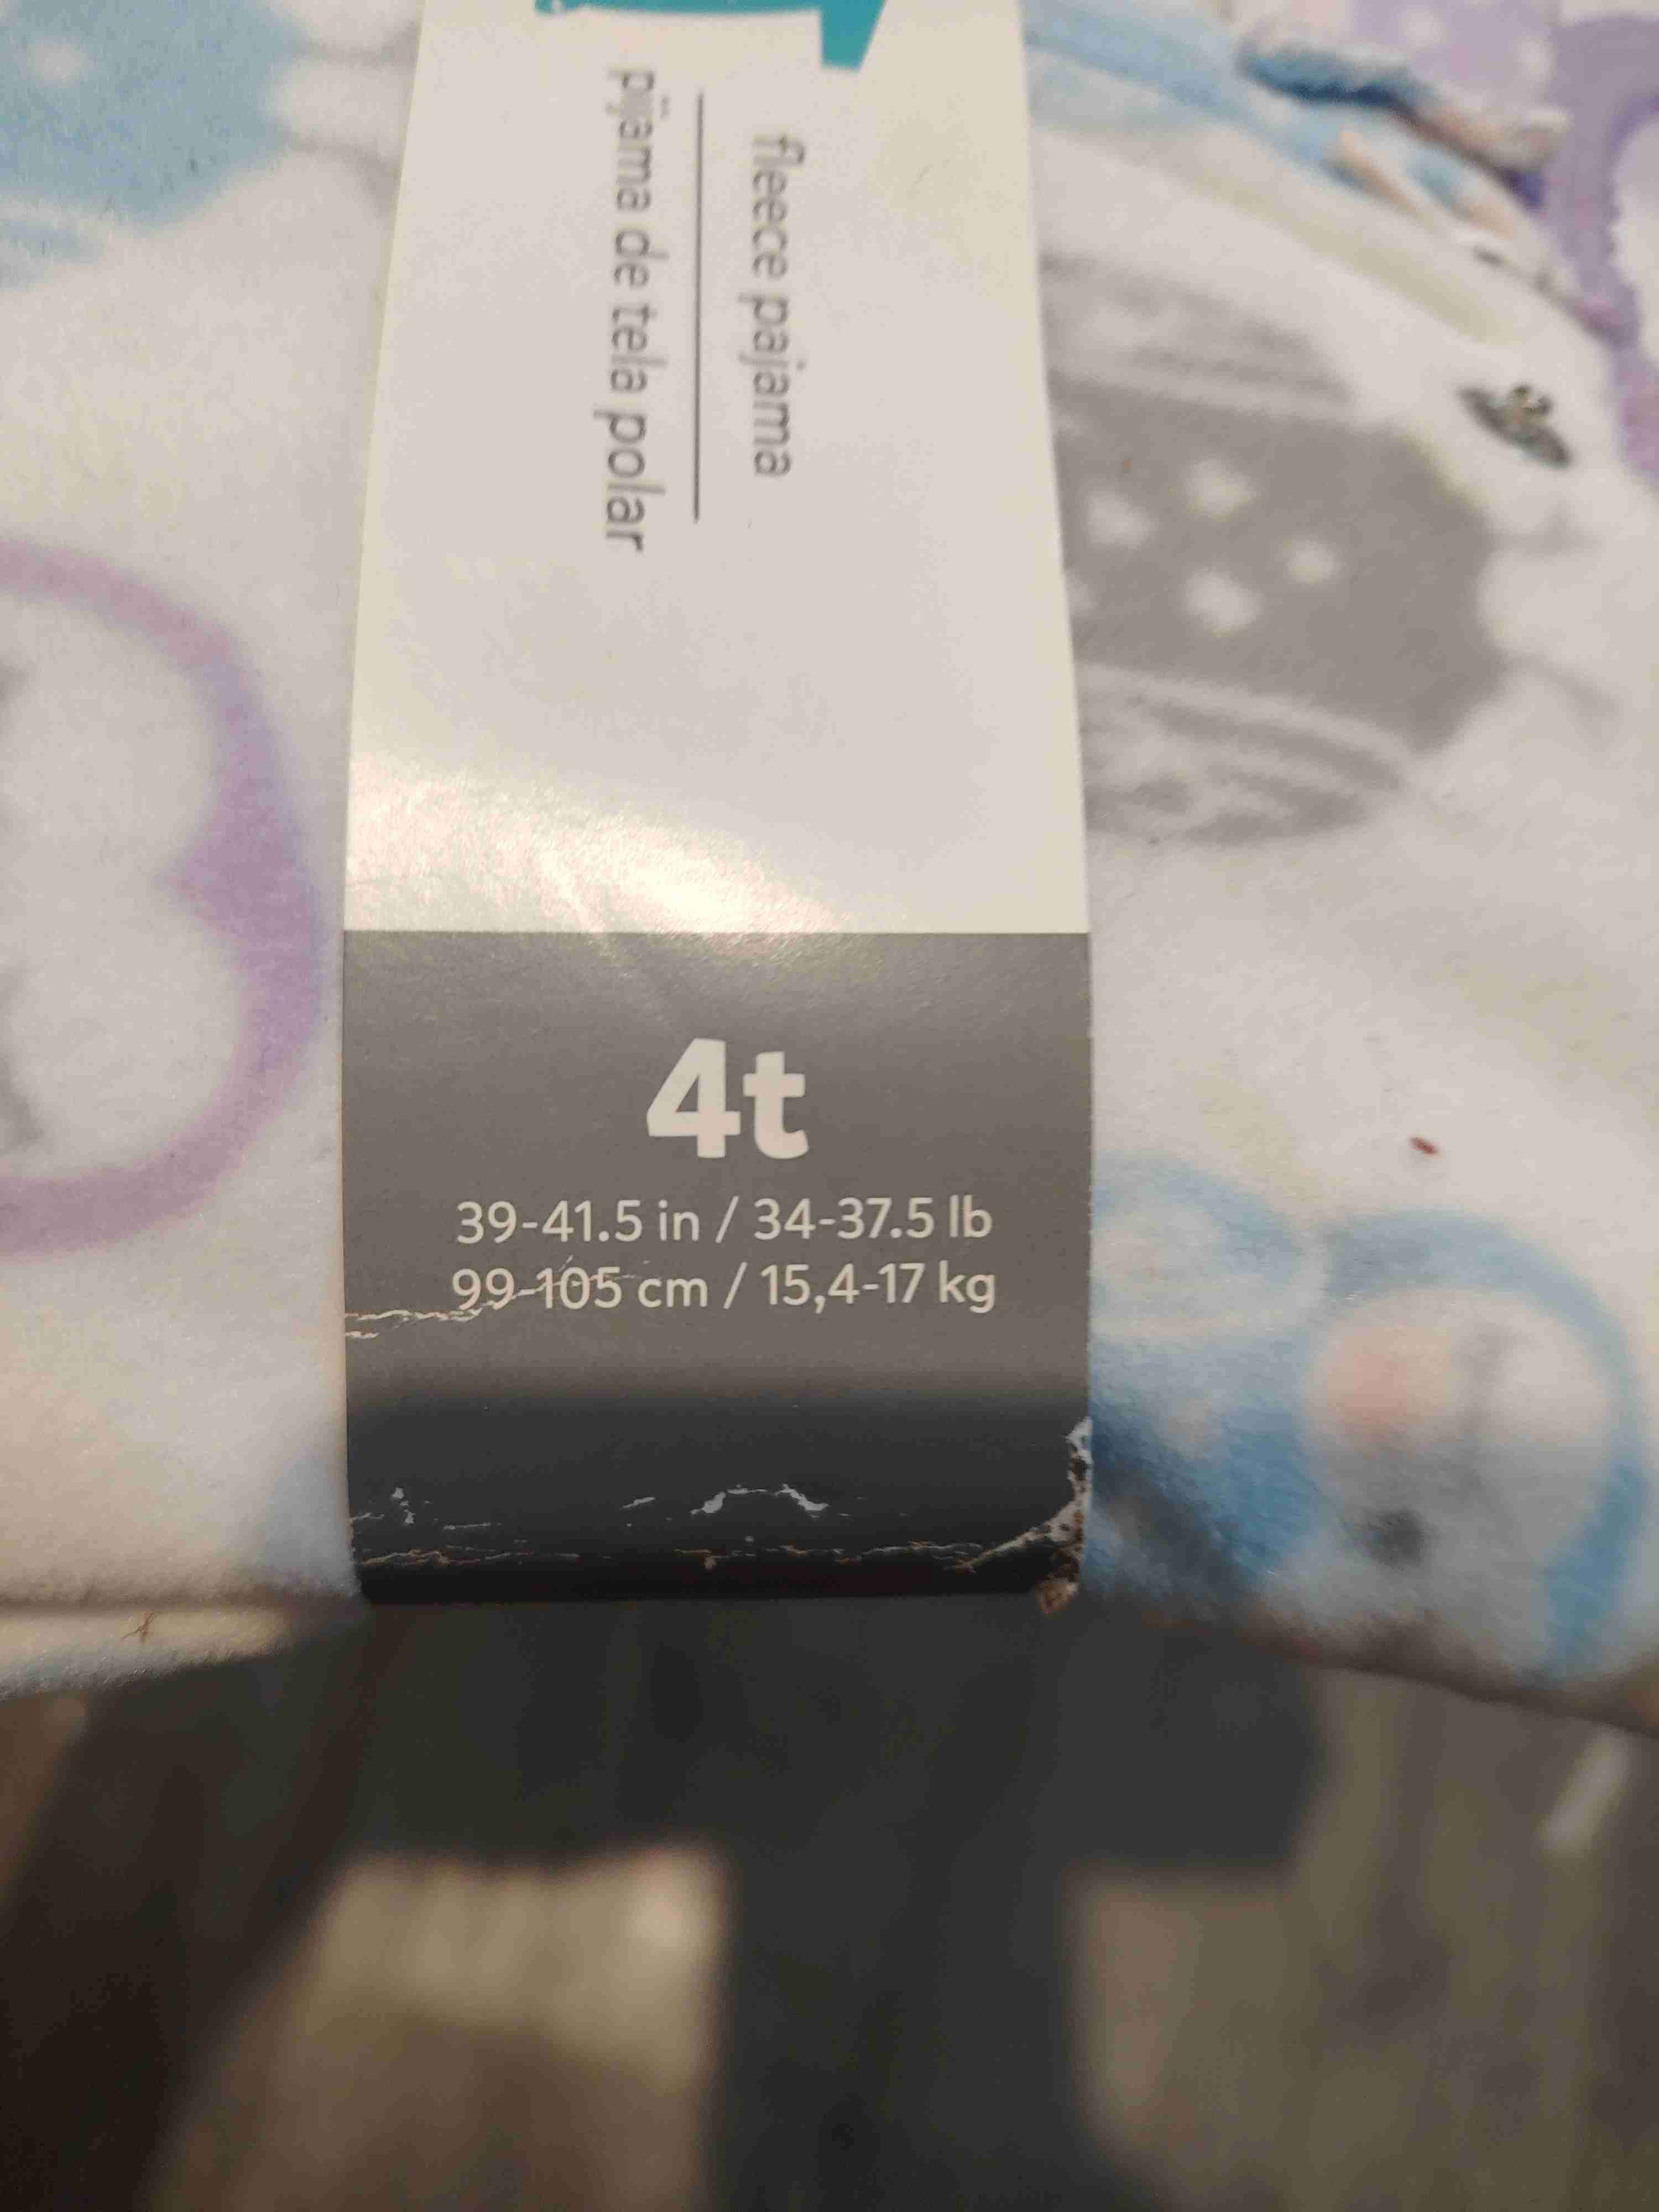 fleece pajama
pijama de tela polar
4t
39-41.5 in / 34-37.5 lb
99-105 cm / 15,4-17 kg